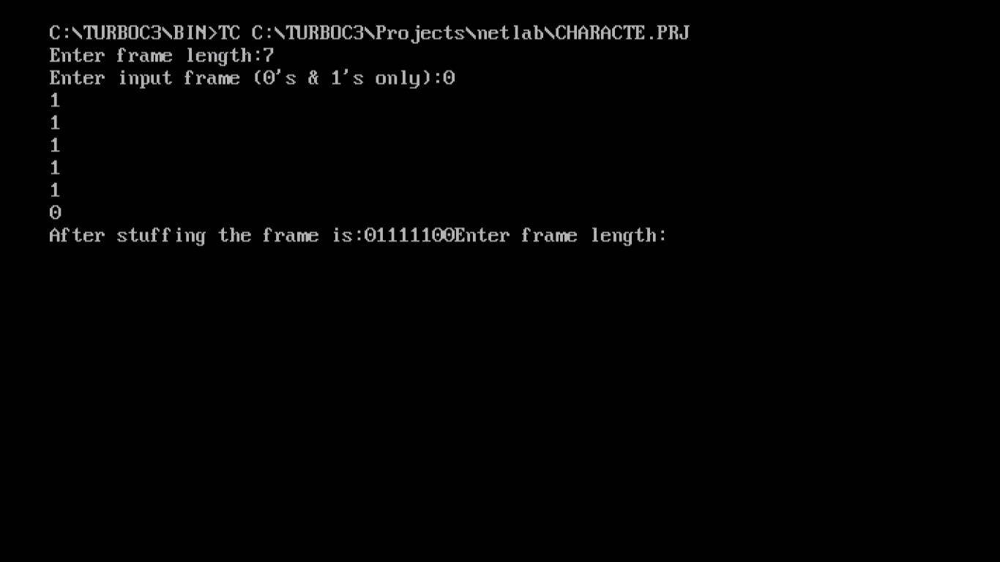 C:\TURBOC3\BIN>TC C:\TURBOC3\Projects\netlab\CHARACTE.PRJ
Enter frame length:7
Enter input frame (0's & 1's only):0
1
1
1
1
1
0
After stuffing the frame is:01111100Enter frame length: